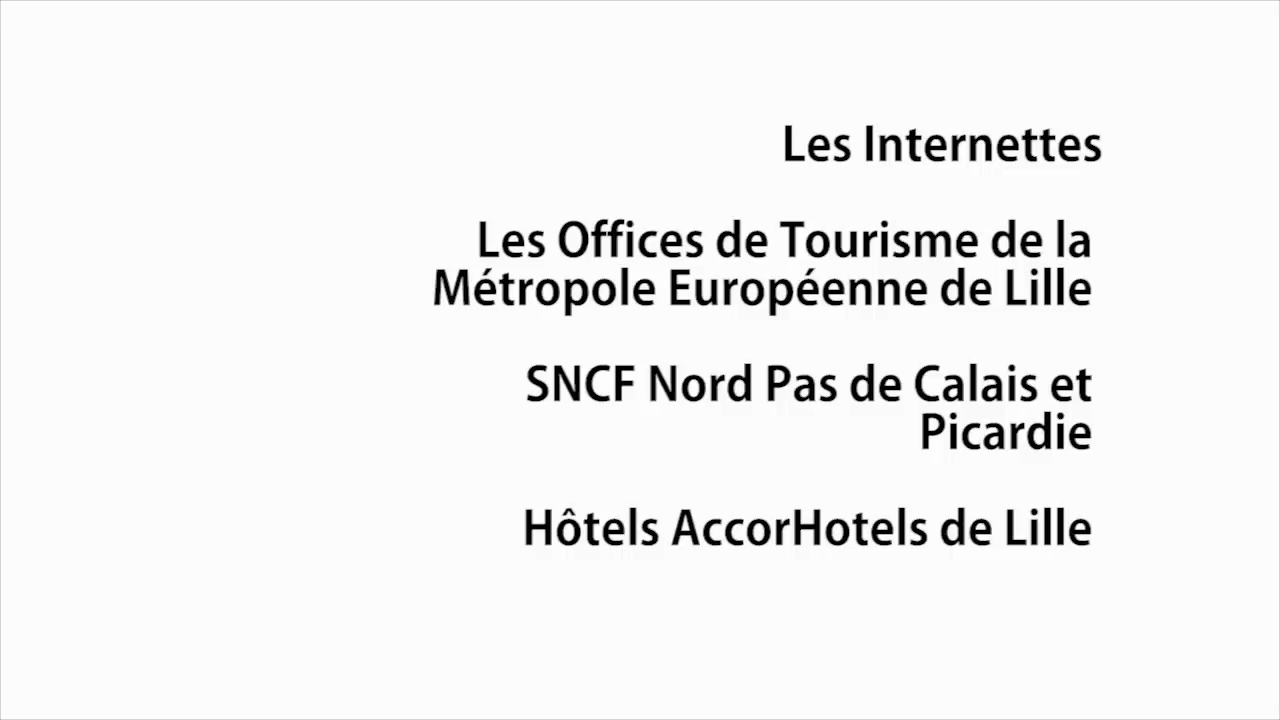 Les Internettes
Les Offices de Tourisme de la
Métropole Européenne de Lille
SNCF Nord Pas de Calais et
Picardie
Hôtels AccorHotels de Lille